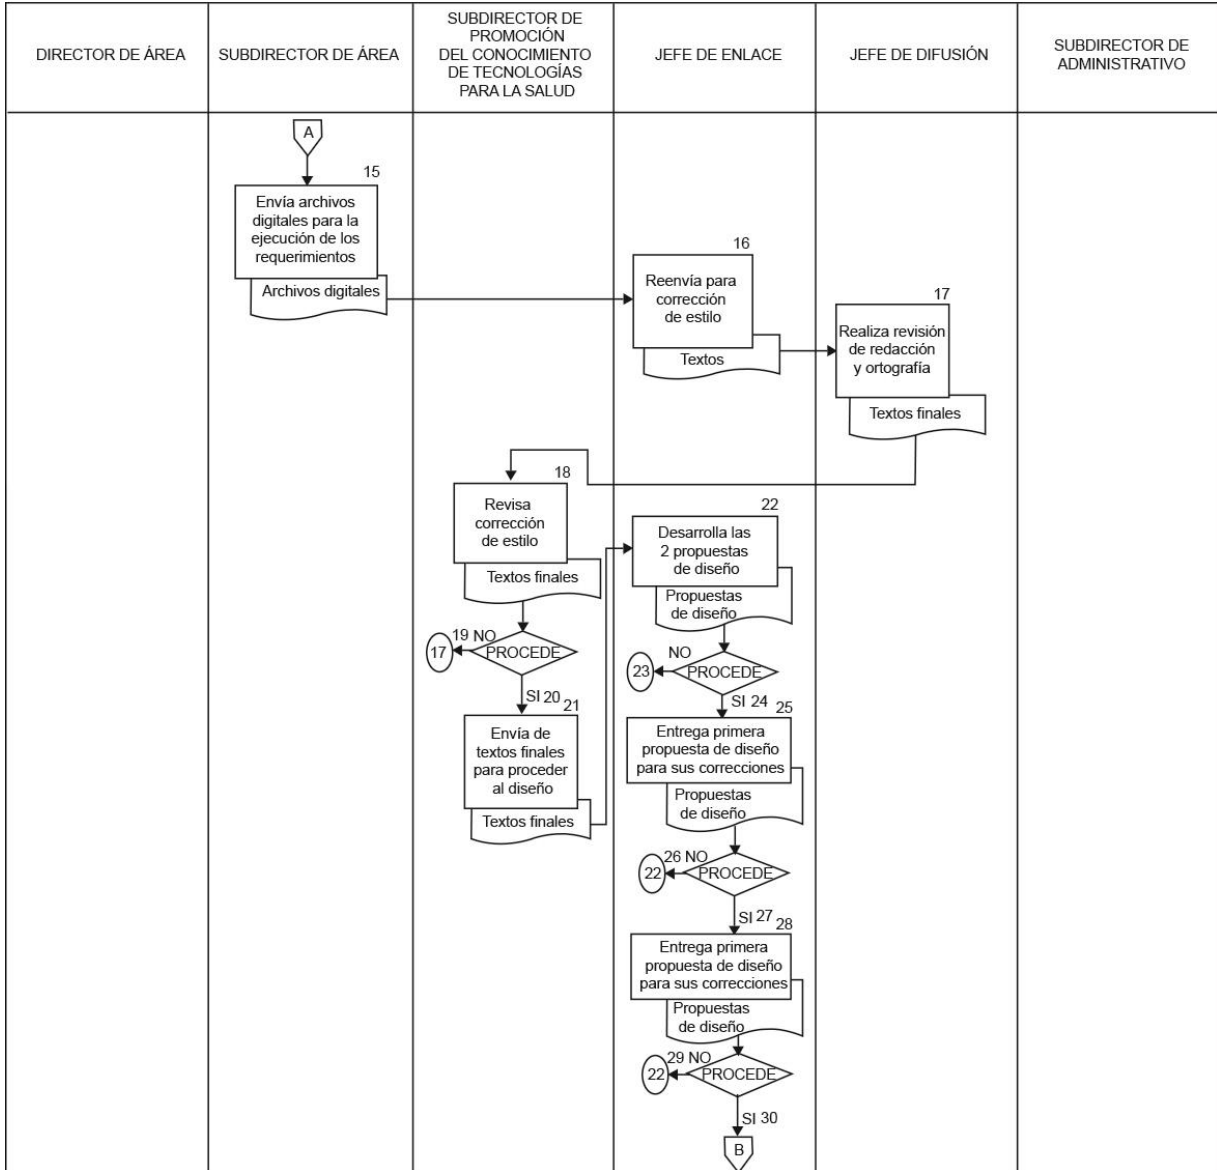 DIRECTOR DE ÁREA
SUBDIRECTOR DE ÁREA
SUBDIRECTOR DE
PROMOCIÓN
DEL CONOCIMIENTO
DE TECNOLOGÍAS
PARA LA SALUD
JEFE DE ENLACE
JEFE DE DIFUSIÓN
SUBDIRECTOR DE
ADMINISTRATIVO
A
15
Envía archivos
digitales para la
ejecución de los
requerimientos
Archivos digitales
16
Reenvía para
corrección
de estilo
Textos
17
Realiza revisión
de redacción
y ortografía
Textos finales
18
Revisa
corrección
de estilo
Textos finales
19 NO
17
PROCEDE
SI 20
21
Envía de
textos finales
para proceder
al diseño
Textos finales
22
Desarrolla las
2 propuestas
de diseño
Propuestas
de diseño
NO
23
PROCEDE
SI 24
25
Entrega primera
propuesta de diseño
para sus correcciones
Propuestas
de diseño
26 NO
22
PROCEDE
SI 27
28
Entrega primera
propuesta de diseño
para sus correcciones
Propuestas
de diseño
29 NO
22
PROCEDE
SI 30
B